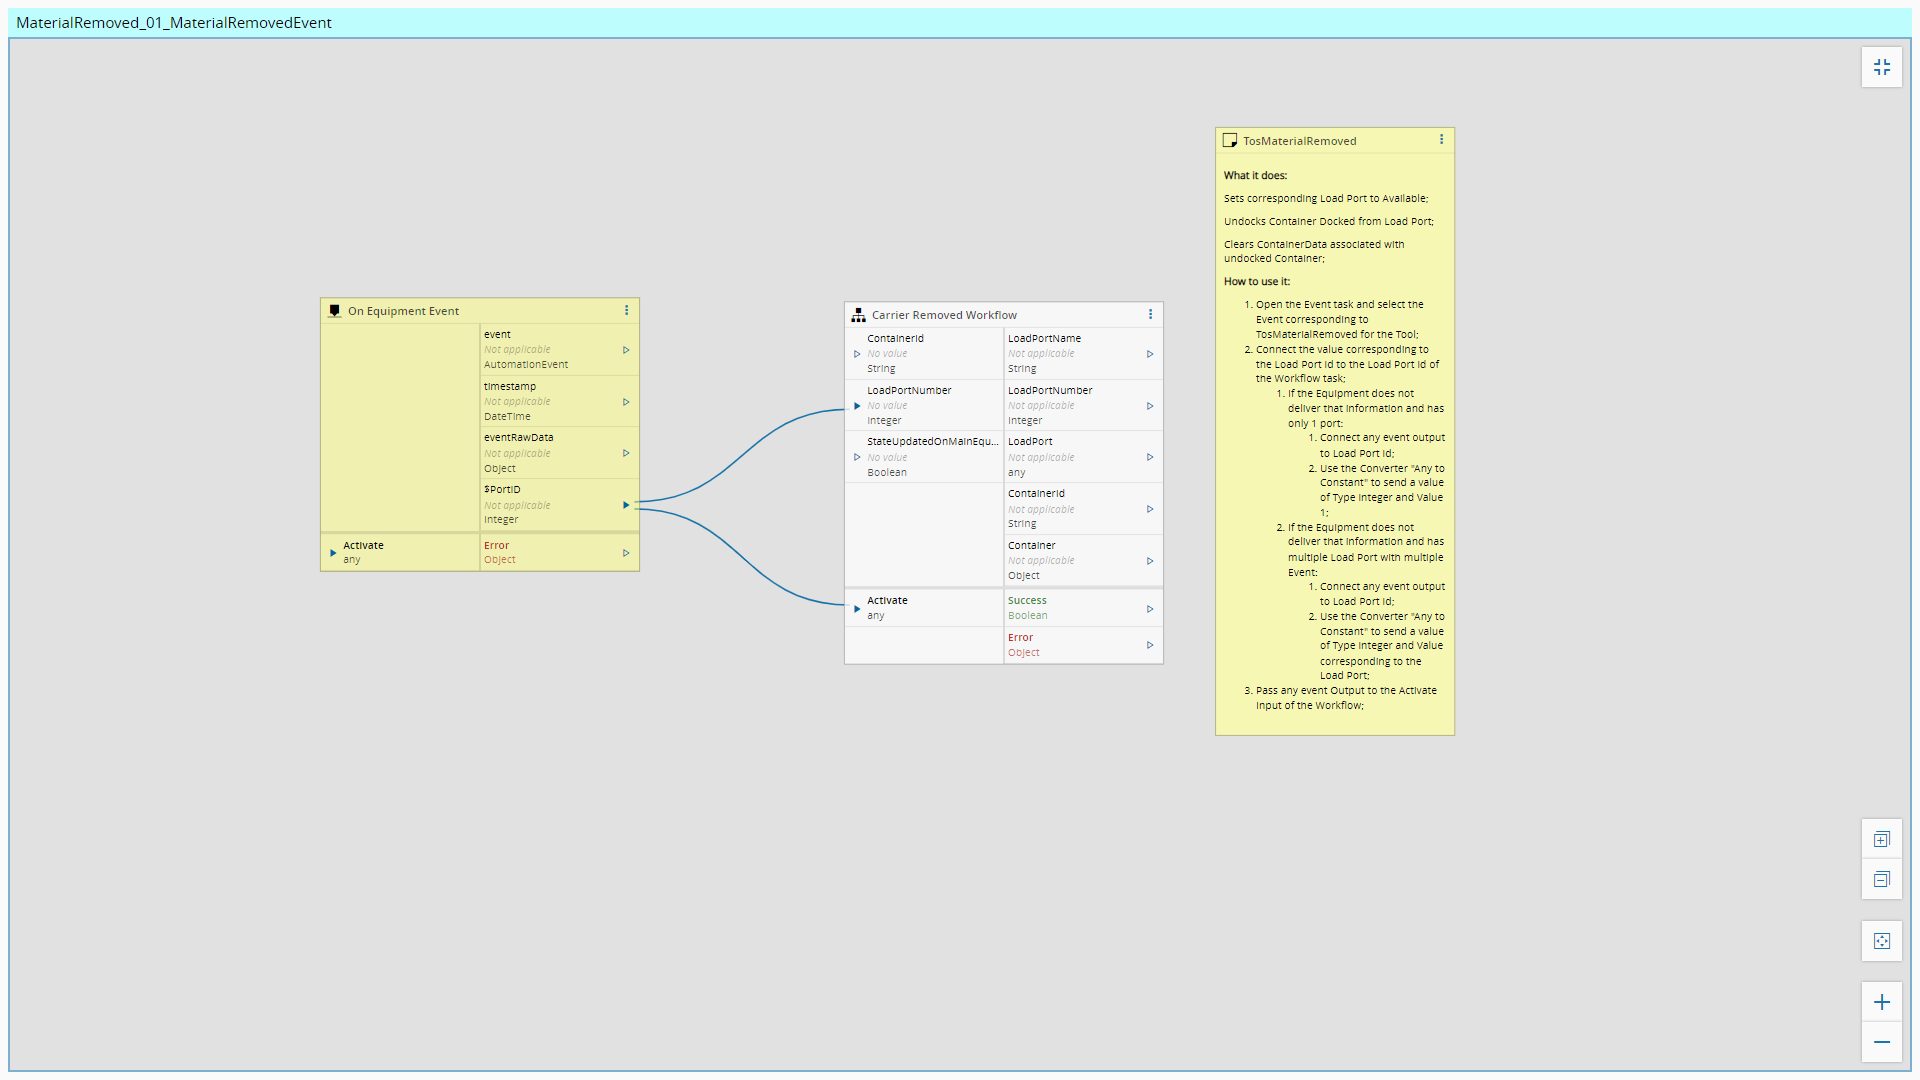 MaterialRemoved_01_MaterialRemovedEvent
On Equipment Event
event
Not applicable
AutomationEvent
timestamp
Not applicable
DateTime
eventRawData
Not applicable
Object
$PortID
Not applicable
Integer
Activate
any
Error
Object
Carrier Removed Workflow
ContainerId
No value
String
LoadPortNumber
No value
Integer
StateUpdatedOnMainEqu...
No value
Boolean
LoadPortName
Not applicable
String
LoadPortNumber
Not applicable
Integer
LoadPort
Not applicable
any
ContainerId
Not applicable
String
Container
Not applicable
Object
Activate
any
Success
Boolean
Error
Object
TosMaterialRemoved
What it does:
Sets corresponding Load Port to Available;
Undocks Container Docked from Load Port;
Clears ContainerData associated with
undocked Container;
How to use it:
1. Open the Event task and select the
Event corresponding to
TosMaterialRemoved for the Tool;
2. Connect the value corresponding to
the Load Port Id to the Load Port Id of
the Workflow task;
1. If the Equipment does not
deliver that Information and has
only 1 port:
1. Connect any event output
to Load Port Id;
2. Use the Converter "Any to
Constant" to send a value
of Type Integer and Value
1;
2. If the Equipment does not
deliver that Information and has
multiple Load Port with multiple
Event:
1. Connect any event output
to Load Port Id;
2. Use the Converter "Any to
Constant" to send a value
of Type Integer and Value
corresponding to the
Load Port;
3. Pass any event Output to the Activate
Input of the Workflow;